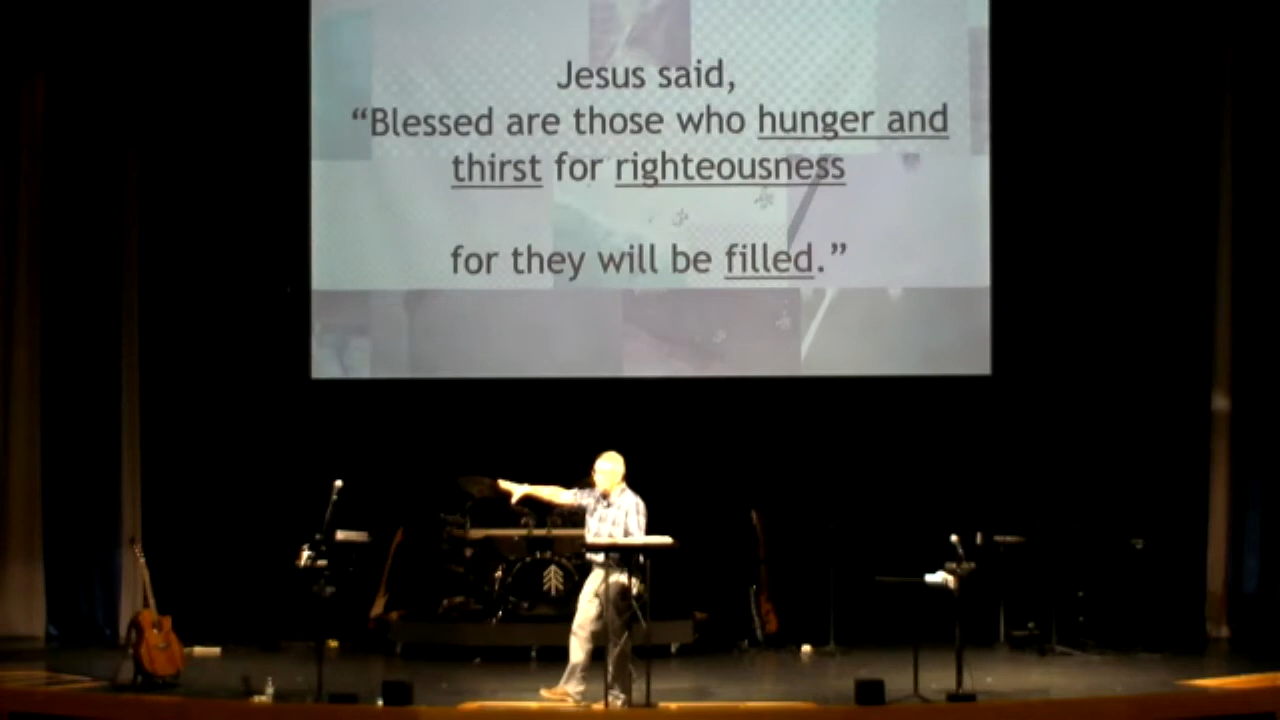 Jesus said,
“Blessed are those who hunger and
thirst for righteousness
for they will be filled.”